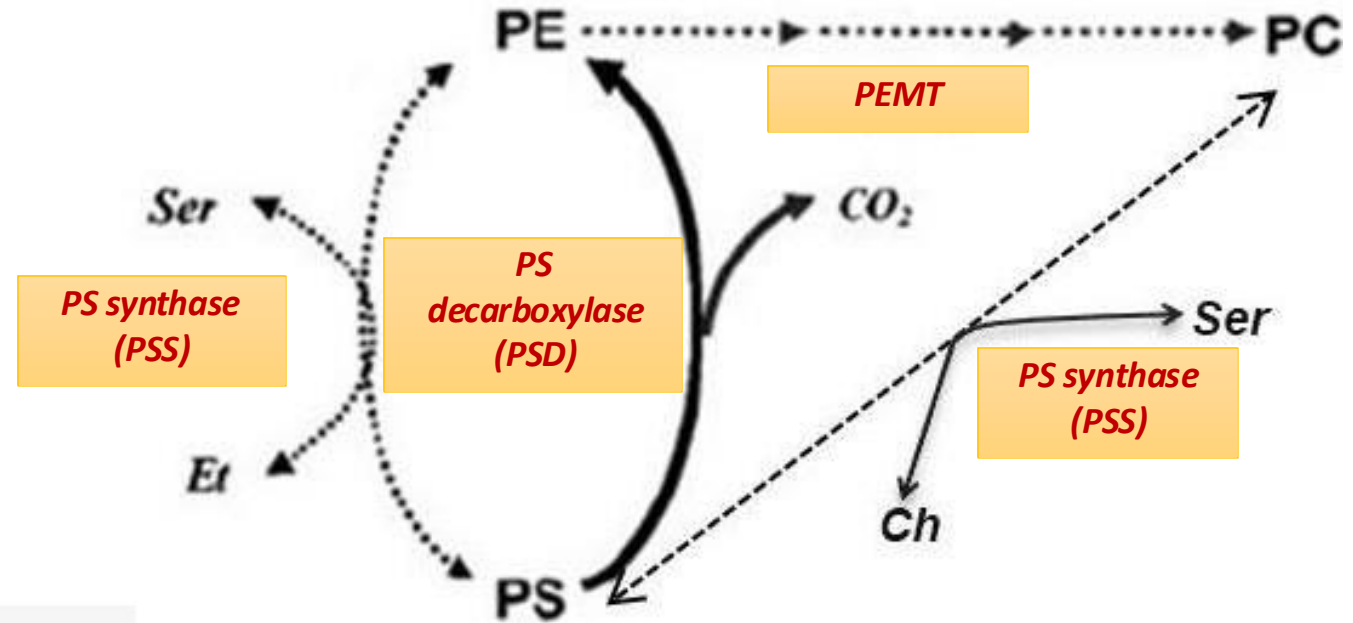 PE
PC
PEMT
Ser
CO₂
PS synthase
(PSS)
PS
decarboxylase
(PSD)
Ser
PS synthase
(PSS)
Et
Ch
PS